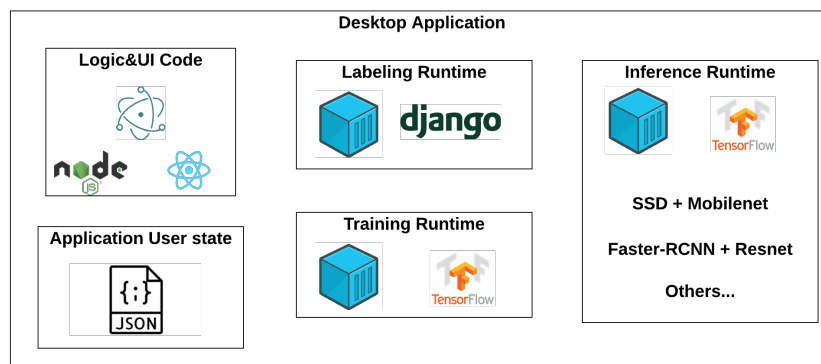 Desktop Application
Logic&UI Code
node
JS
Application User state
{;}
JSON
Labeling Runtime
django
Training Runtime
TensorFlow
Inference Runtime
TensorFlow
SSD + Mobilenet
Faster-RCNN + Resnet
Others...